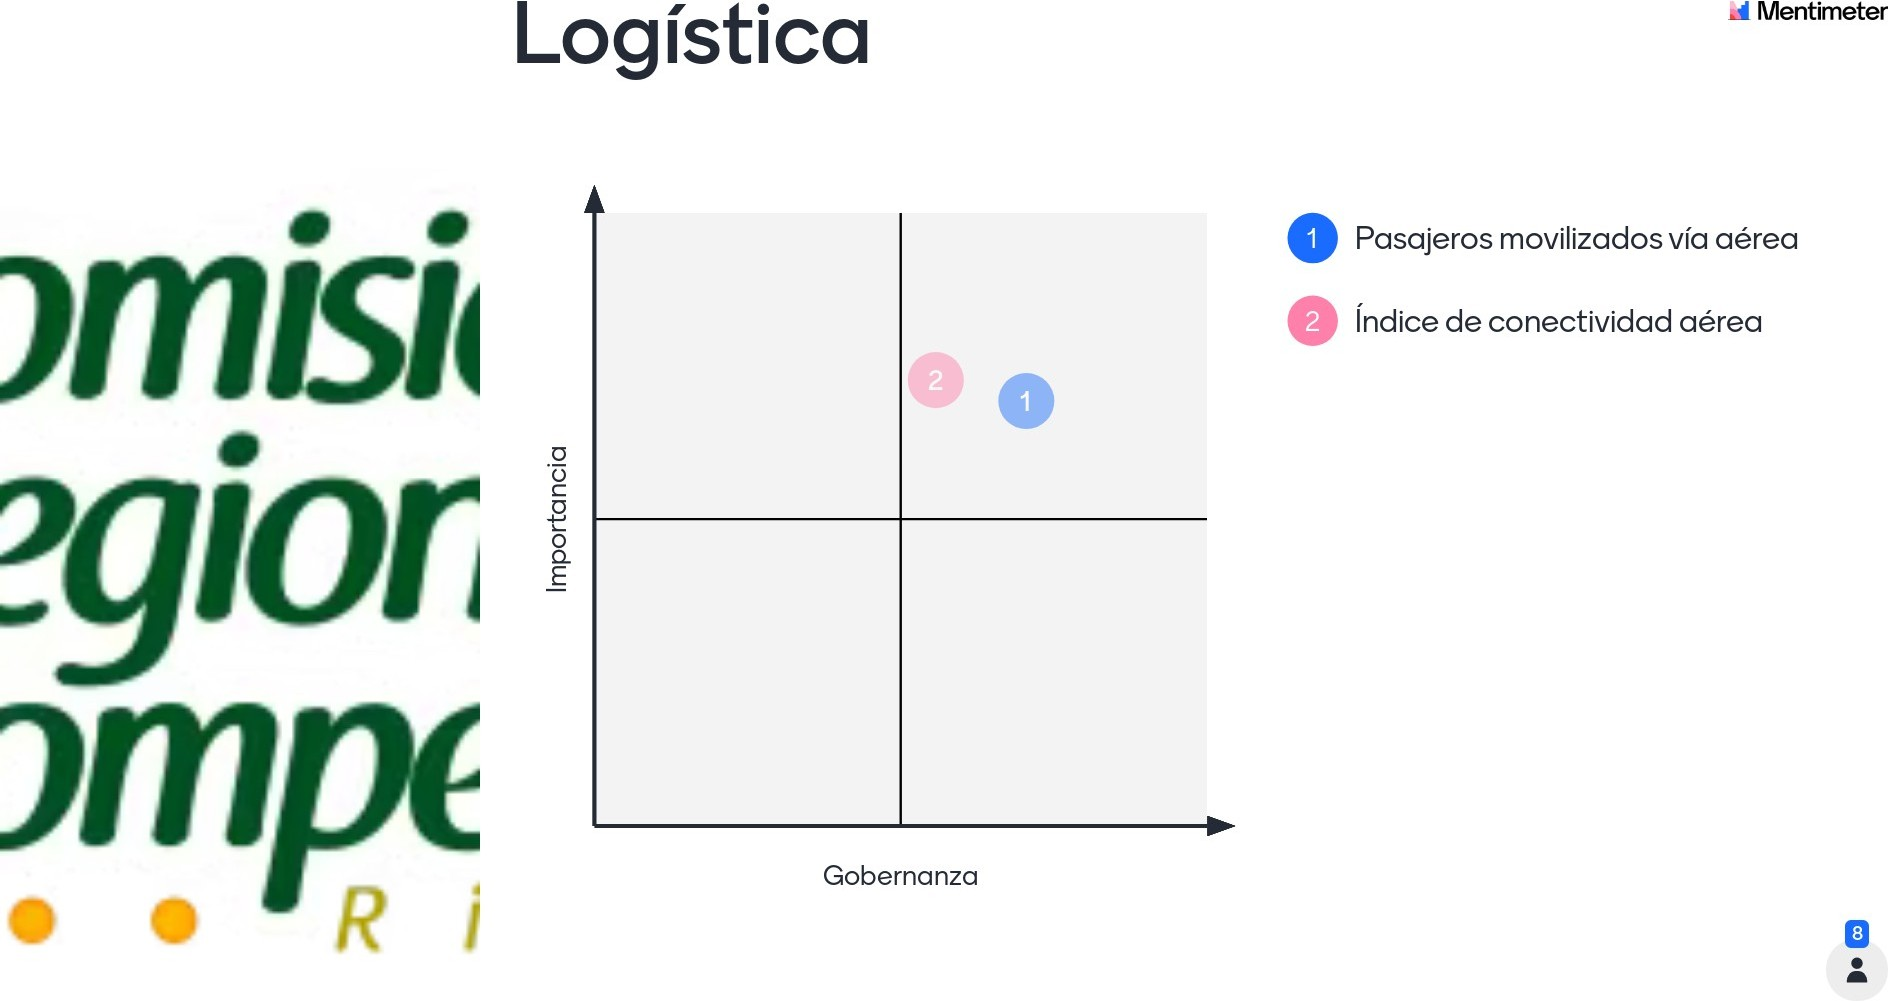 Logística
Mentimeter
omisi
egion
ompe
R i
Importancia
2
1
Gobernanza
1 Pasajeros movilizados vía aérea
2 Índice de conectividad aérea
8